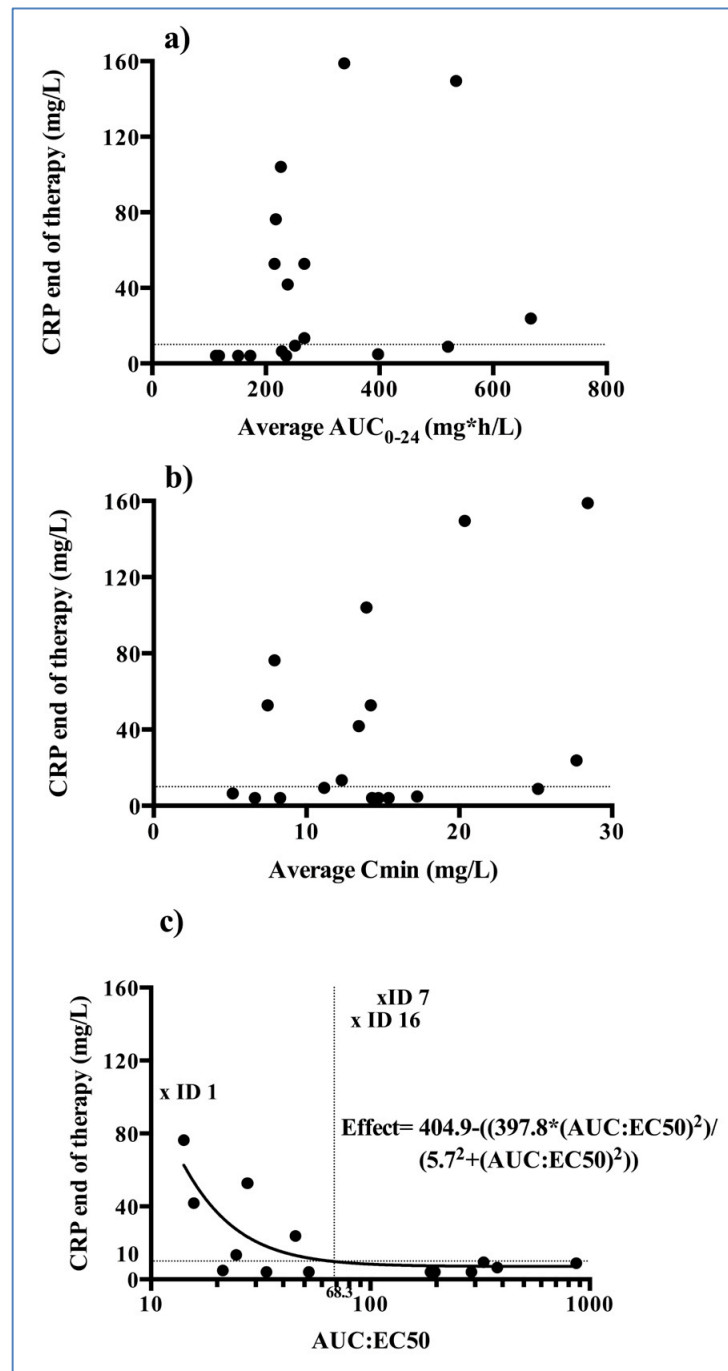 a)
160
120
80
40
0
CRP end of therapy (mg/L)
0 200 400 600 800
Average AUC0-24 (mg*h/L)
b)
160
120
80
40
0
CRP end of therapy (mg/L)
0 10 20 30
Average Cmin (mg/L)
c)
160
120
80
40
10
0
CRP end of therapy (mg/L)
xID 7
x ID 16
x ID 1
Effect= 404.9-((397.8*(AUC:EC50)²)/
(5.7²+(AUC:EC50)²))
10 68.3 100 1000
AUC:EC50